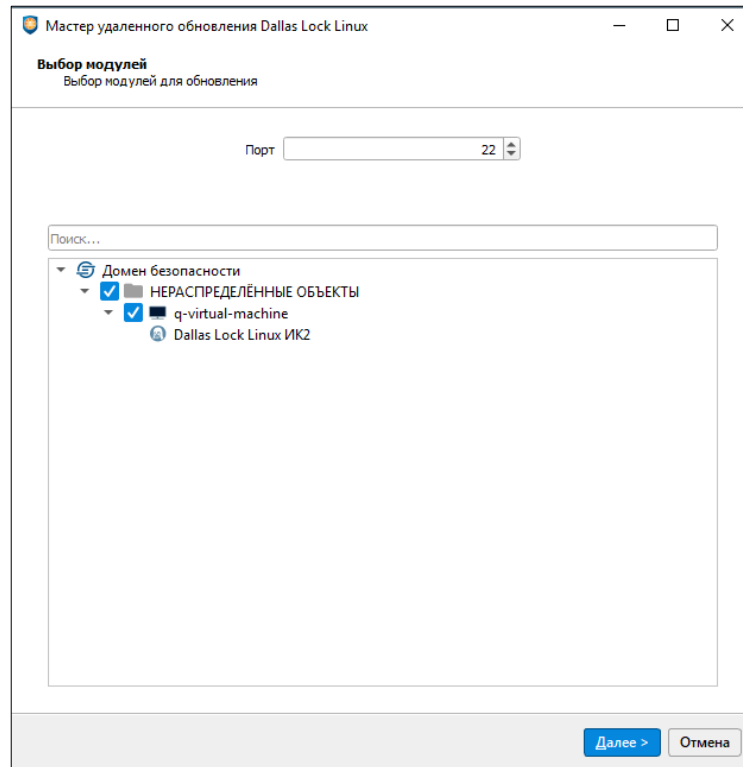 Мастер удаленного обновления Dallas Lock Linux
Выбор модулей
Выбор модулей для обновления
Порт 22
Поиск...
Домен безопасности
НЕРАСПРЕДЕЛЁННЫЕ ОБЪЕКТЫ
q-virtual-machine
Dallas Lock Linux ИК2
Далее > Отмена